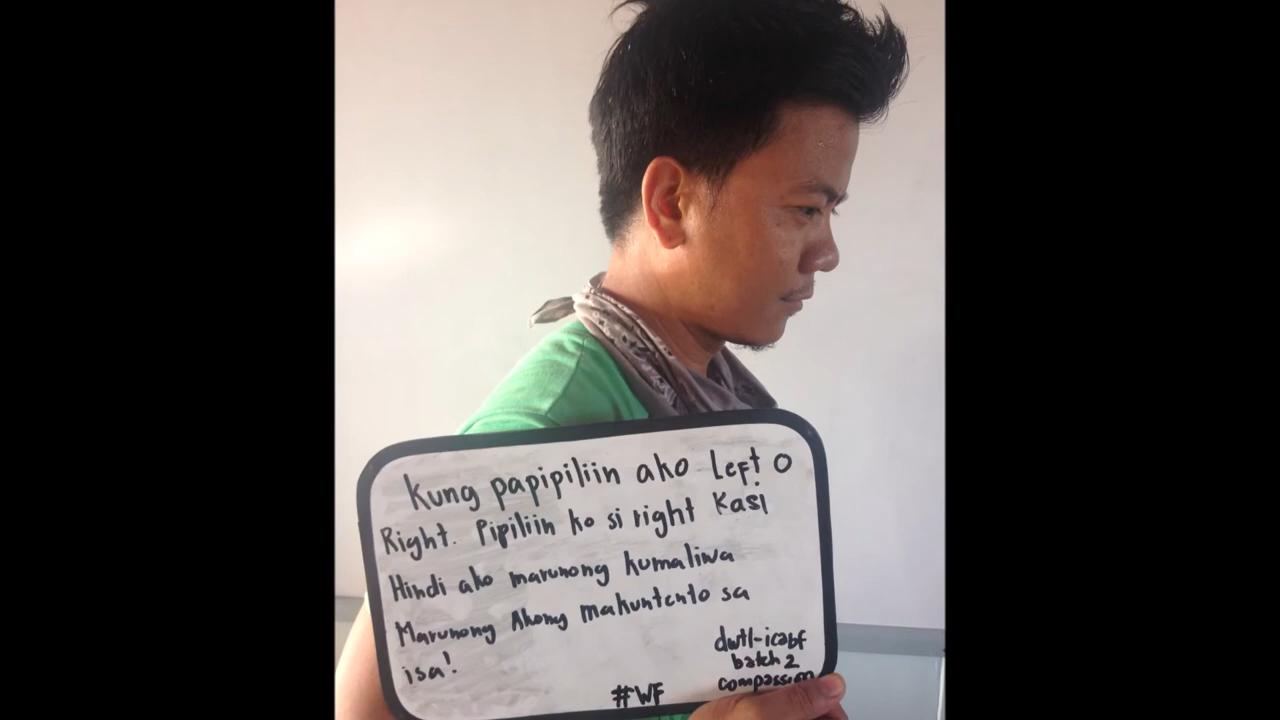 Kung papipiliin ako Left O
Right. Pipiliin ko si right Kasi
Hindi ako marunong kumaliwa
Marunong Akong makuntento sa
isa!
dwtl-icabf
batch 2
compassion
#WF